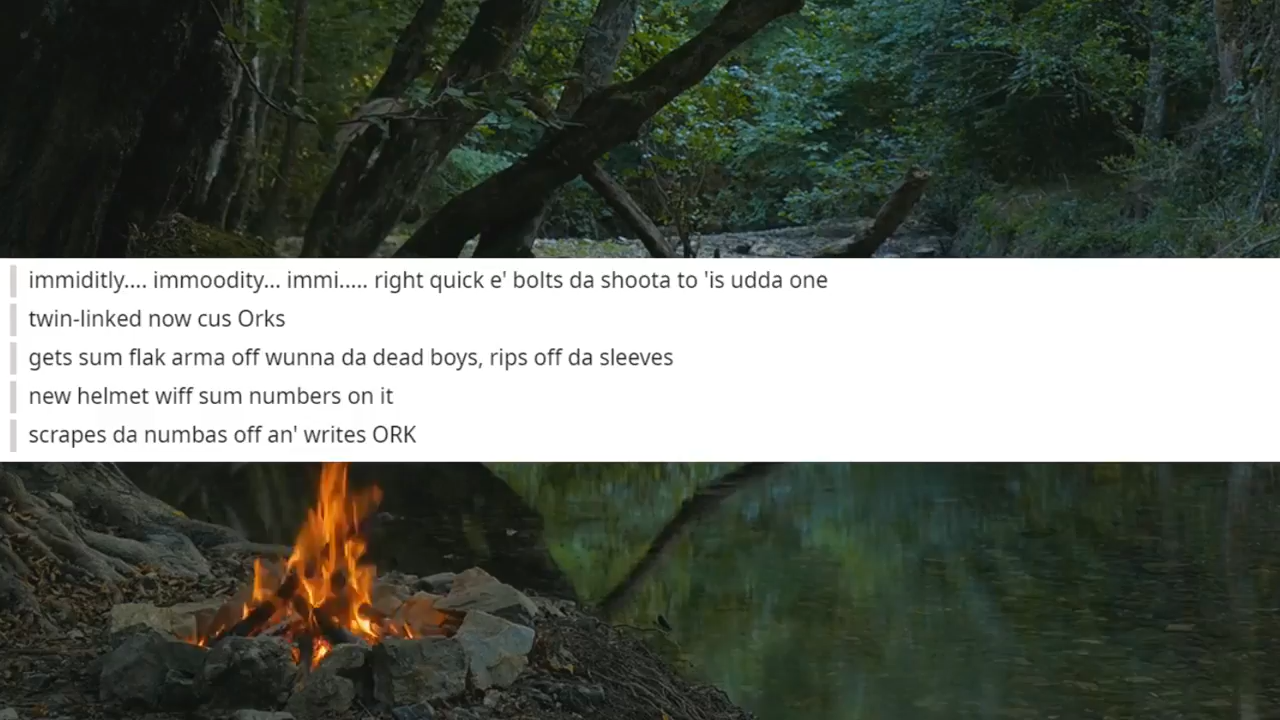 immiditly.... immoodity... immi..... right quick e' bolts da shoota to 'is udda one
twin-linked now cus Orks
gets sum flak arma off wunna da dead boys, rips off da sleeves
new helmet wiff sum numbers on it
scrapes da numbas off an' writes ORK